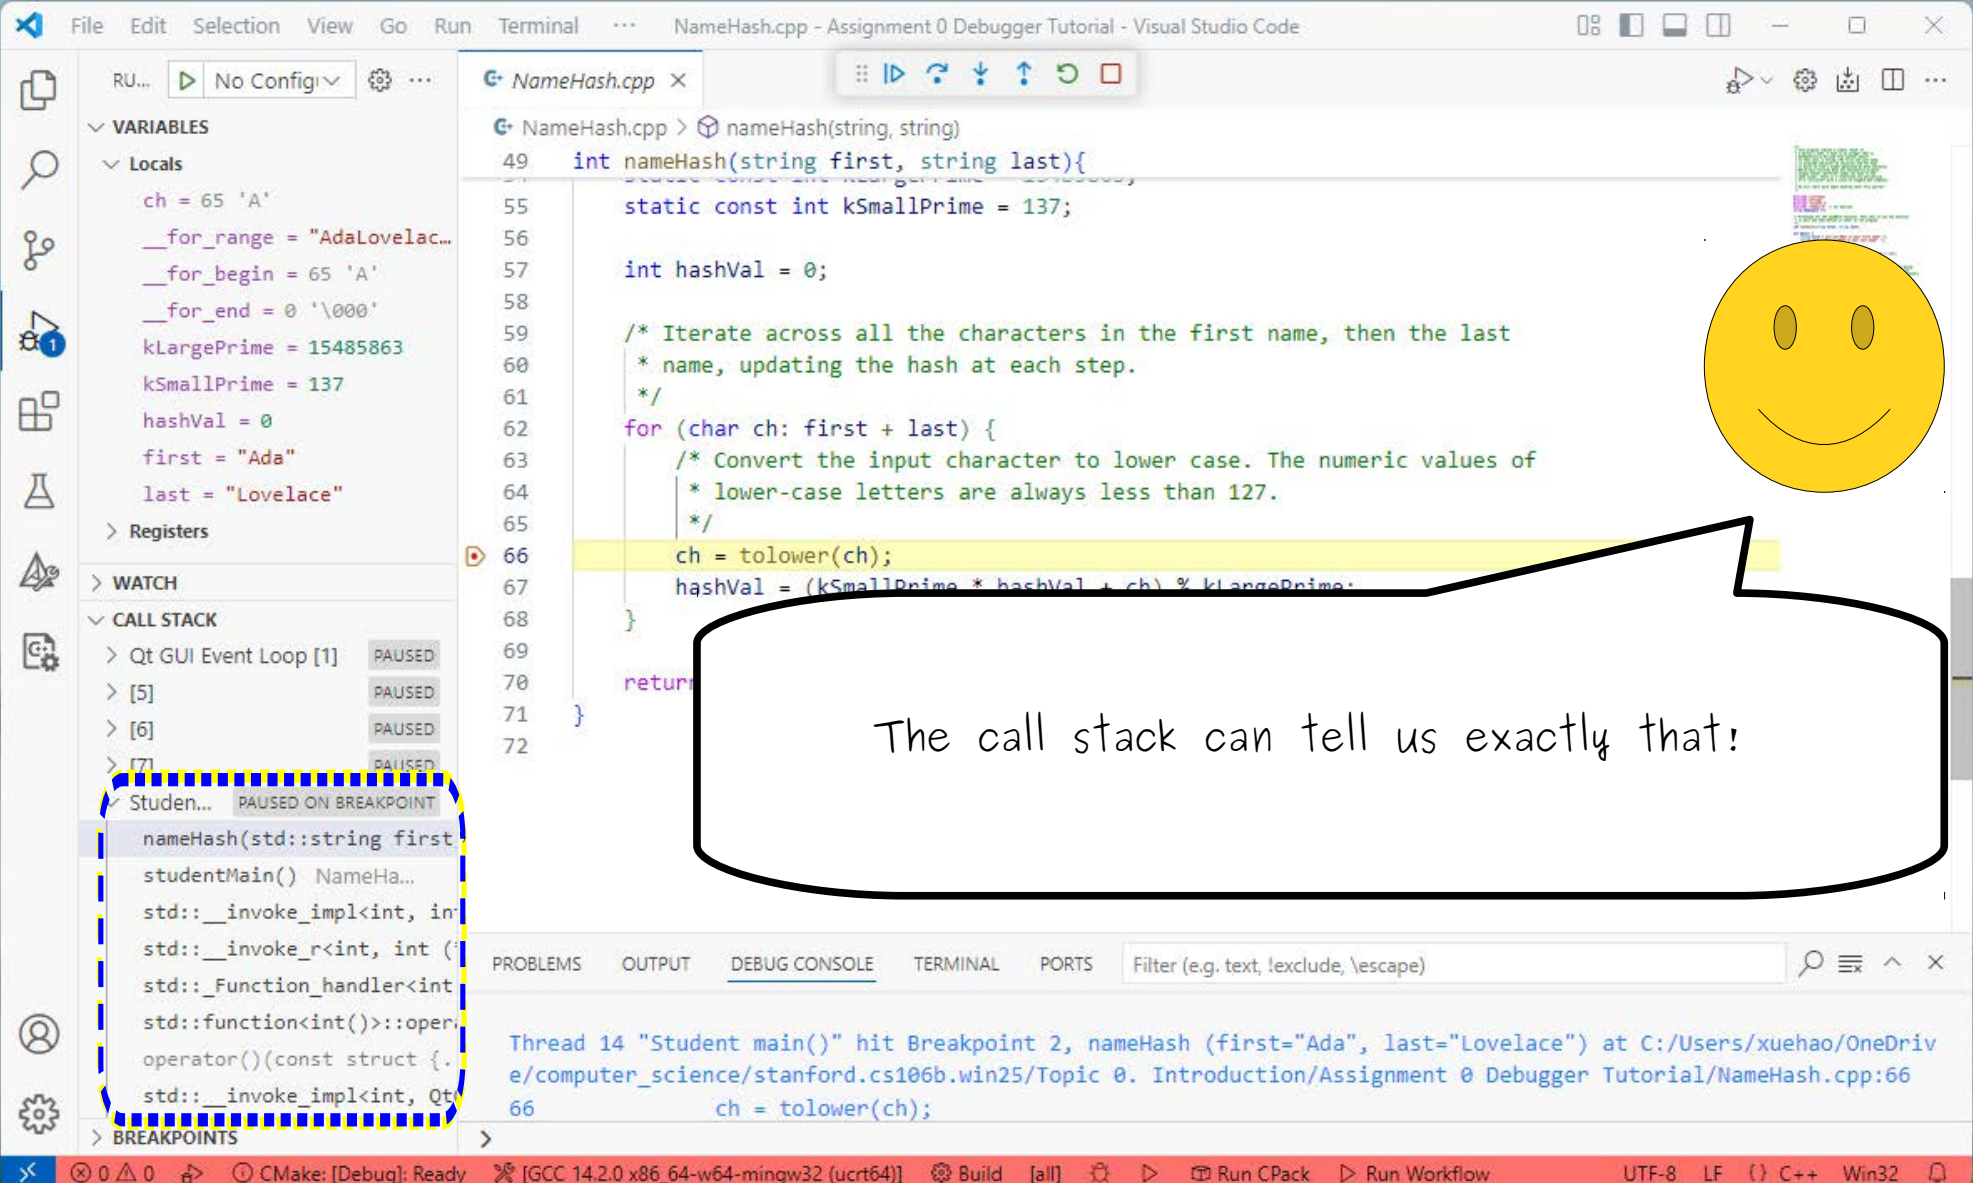 File Edit Selection View Go Run Terminal ··· NameHash.cpp - Assignment 0 Debugger Tutorial - Visual Studio Code
RU... No Config ···
NameHash.cpp
VARIABLES
Locals
ch = 65 'A'
__for_range = "AdaLovelac…
__for_begin = 65 'A'
__for_end = 0 '\000'
kLargePrime = 15485863
kSmallPrime = 137
hashVal = 0
first = "Ada"
last = "Lovelace"
Registers
WATCH
CALL STACK
Qt GUI Event Loop [1] PAUSED
[5] PAUSED
[6] PAUSED
[7] PAUSED
Studen... PAUSED ON BREAKPOINT
nameHash(std::string first
studentMain() NameHa...
std::__invoke_impl<int, in
std::__invoke_r<int, int (
std::_Function_handler<int
std::function<int()>::oper
operator()(const struct {.
std::__invoke_impl<int, Qt
BREAKPOINTS
1
NameHash.cpp > nameHash(string, string)
49 int nameHash(string first, string last){
55 static const int kSmallPrime = 137;
56
57 int hashVal = 0;
58
59 /* Iterate across all the characters in the first name, then the last
60 * name, updating the hash at each step.
61 */
62 for (char ch: first + last) {
63 /* Convert the input character to lower case. The numeric values of
64 * lower-case letters are always less than 127.
65 */
66 ch = tolower(ch);
67 hashVal = (kSmallPrime * hashVal + ch) % kLargePrime;
68 }
69
70 return
71 }
72
The call stack can tell us exactly that!
PROBLEMS OUTPUT DEBUG CONSOLE TERMINAL PORTS Filter (e.g. text, !exclude, \escape)
Thread 14 "Student main()" hit Breakpoint 2, nameHash (first="Ada", last="Lovelace") at C:/Users/xuehao/OneDriv
e/computer_science/stanford.cs106b.win25/Topic 0. Introduction/Assignment 0 Debugger Tutorial/NameHash.cpp:66
66 ch = tolower(ch);
>
0 0 CMake: [Debug]: Ready [GCC 14.2.0 x86_64-w64-mingw32 (ucrt64)] Build [all] Run CPack Run Workflow UTF-8 LF {} C++ Win32